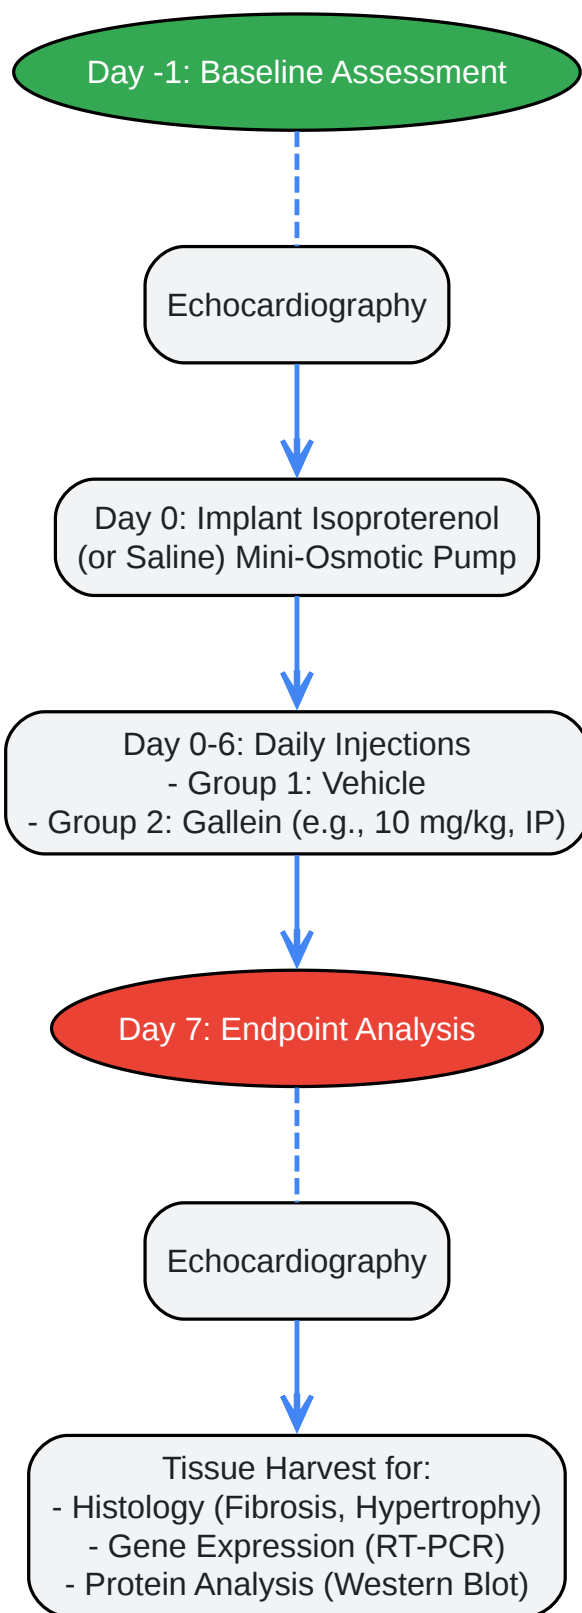 Day -1: Baseline Assessment
Echocardiography
Day 0: Implant Isoproterenol
(or Saline) Mini-Osmotic Pump
Day 0-6: Daily Injections
- Group 1: Vehicle
- Group 2: Gallein (e.g., 10 mg/kg, IP)
Day 7: Endpoint Analysis
Echocardiography
Tissue Harvest for:
- Histology (Fibrosis, Hypertrophy)
- Gene Expression (RT-PCR)
- Protein Analysis (Western Blot)